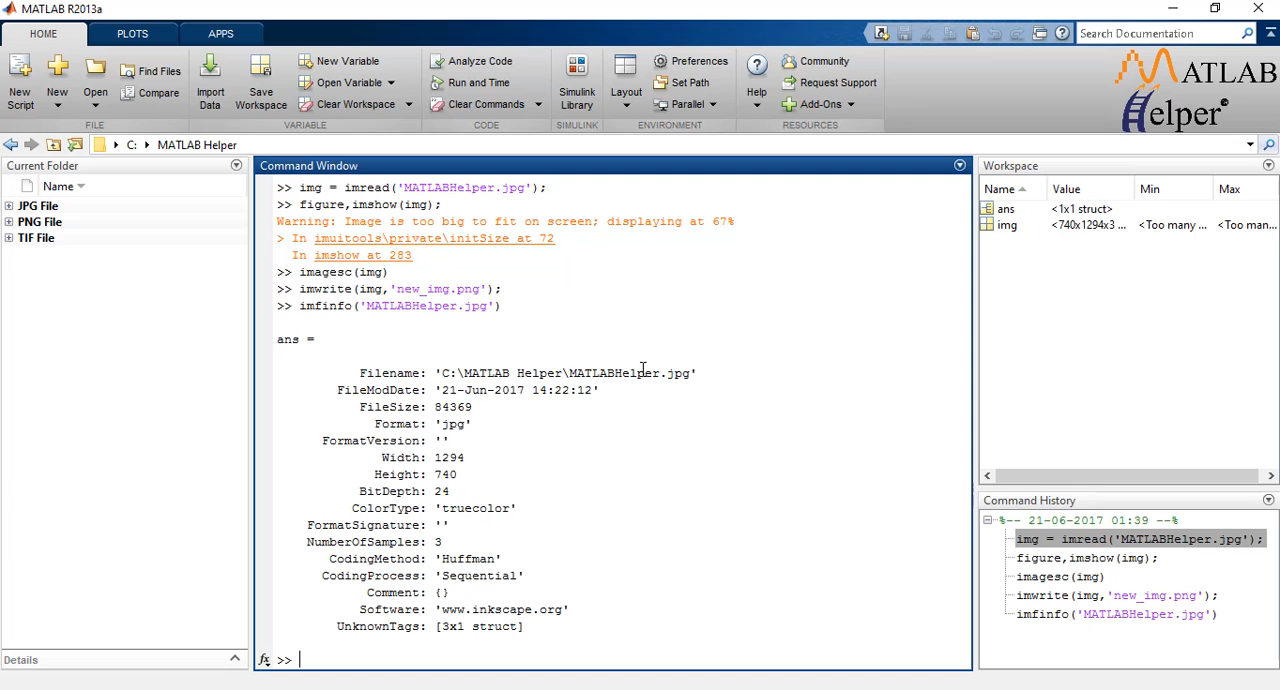 MATLAB R2013a
HOME PLOTS APPS
Search Documentation
New Script
New
Open
Find Files
Compare
FILE
Import Data
Save Workspace
New Variable
Open Variable
Clear Workspace
VARIABLE
Analyze Code
Run and Time
Clear Commands
CODE
Simulink Library
SIMULINK
Layout
Preferences
Set Path
Parallel
ENVIRONMENT
Help
Community
Request Support
Add-Ons
RESOURCES
MATLAB
Helper
C: MATLAB Helper
Current Folder
Name
JPG File
PNG File
TIF File
Details
Command Window
>> img = imread('MATLABHelper.jpg');
>> figure,imshow(img);
Warning: Image is too big to fit on screen; displaying at 67%
> In imuitools\private\initSize at 72
In imshow at 283
>> imagesc(img)
>> imwrite(img,'new_img.png');
>> imfinfo('MATLABHelper.jpg')
ans =
Filename: 'C:\MATLAB Helper\MATLABHelper.jpg'
FileModDate: '21-Jun-2017 14:22:12'
FileSize: 84369
Format: 'jpg'
FormatVersion: ''
Width: 1294
Height: 740
BitDepth: 24
ColorType: 'truecolor'
FormatSignature: ''
NumberOfSamples: 3
CodingMethod: 'Huffman'
CodingProcess: 'Sequential'
Comment: {}
Software: 'www.inkscape.org'
UnknownTags: [3x1 struct]
fx >>
Workspace
Name Value Min Max
ans <1x1 struct>
img <740x1294x3 ... <Too many ... <Too man...
Command History
%-- 21-06-2017 01:39 --%
img = imread('MATLABHelper.jpg');
figure,imshow(img);
imagesc(img)
imwrite(img,'new_img.png');
imfinfo('MATLABHelper.jpg')